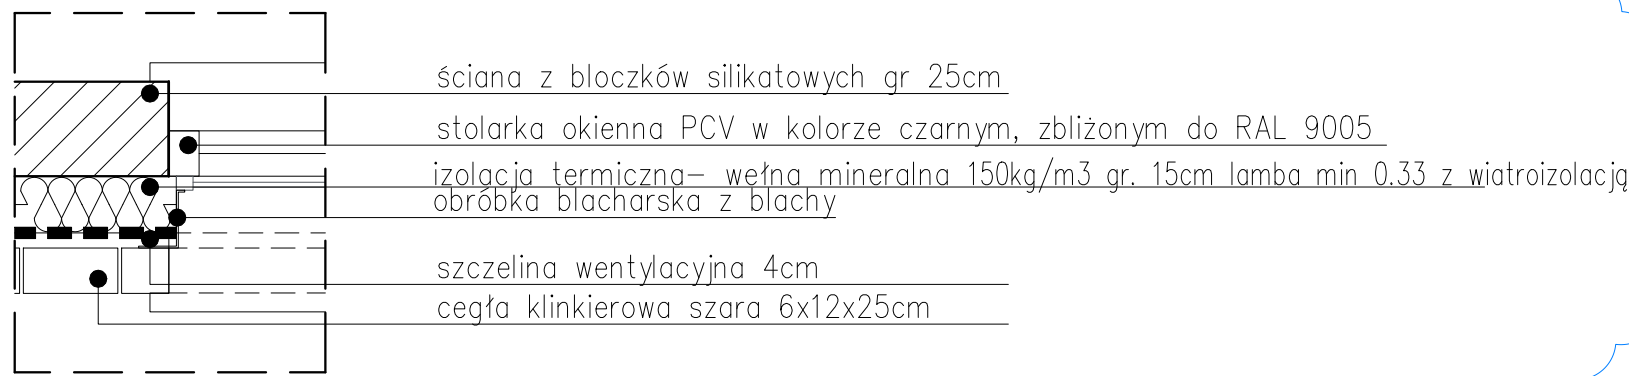 ściana z bloczków silikatowych gr 25cm
stolarka okienna PCV w kolorze czarnym, zbliżonym do RAL 9005
izolacja termiczna– wełna mineralna 150kg/m3 gr. 15cm lamba min 0.33 z wiatroizolacją
obróbka blacharska z blachy
szczelina wentylacyjna 4cm
cegła klinkierowa szara 6x12x25cm